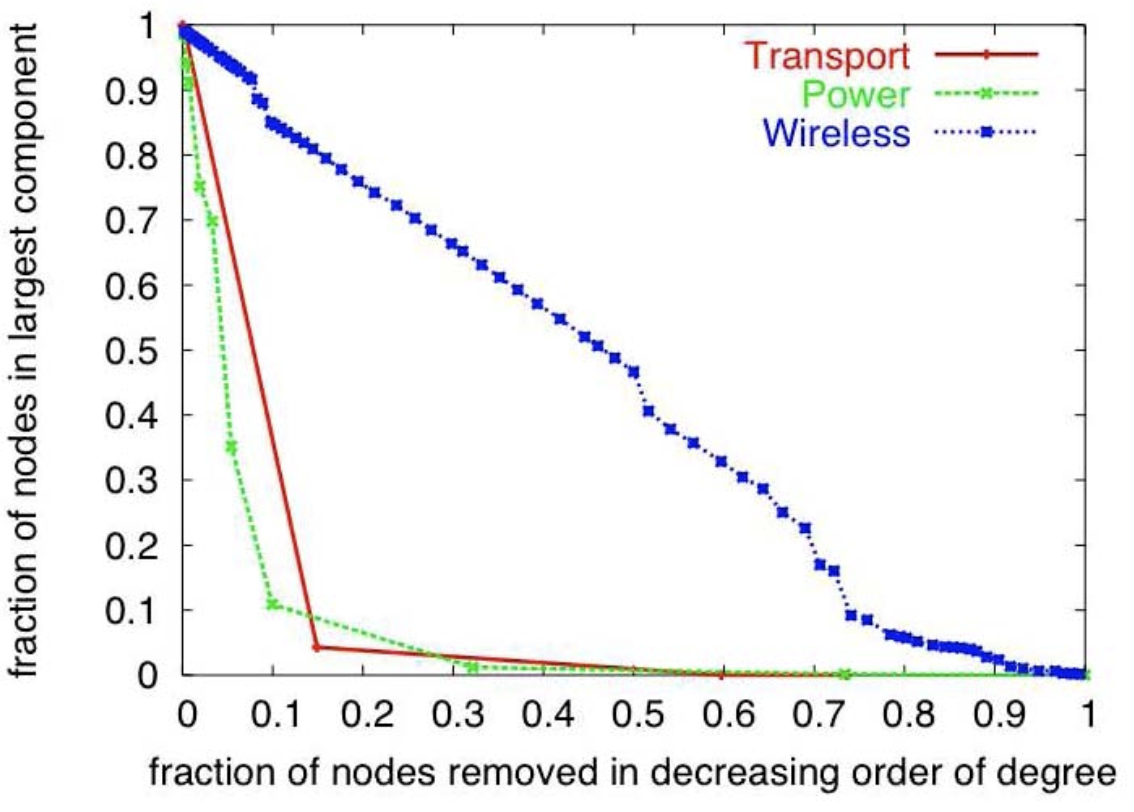 fraction of nodes in largest component
1
0.9
0.8
0.7
0.6
0.5
0.4
0.3
0.2
0.1
0
Transport
Power
Wireless
0 0.1 0.2 0.3 0.4 0.5 0.6 0.7 0.8 0.9 1
fraction of nodes removed in decreasing order of degree